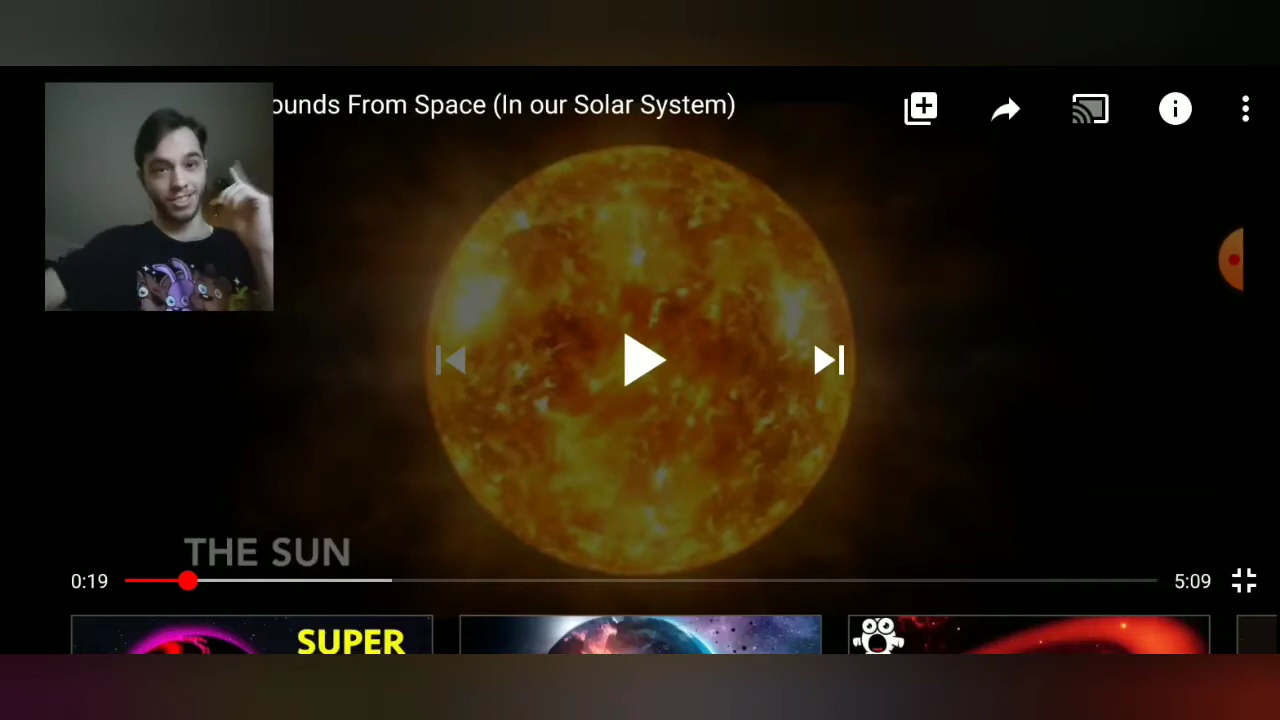 ounds From Space (In our Solar System)
THE SUN
0:19
5:09
SUPER